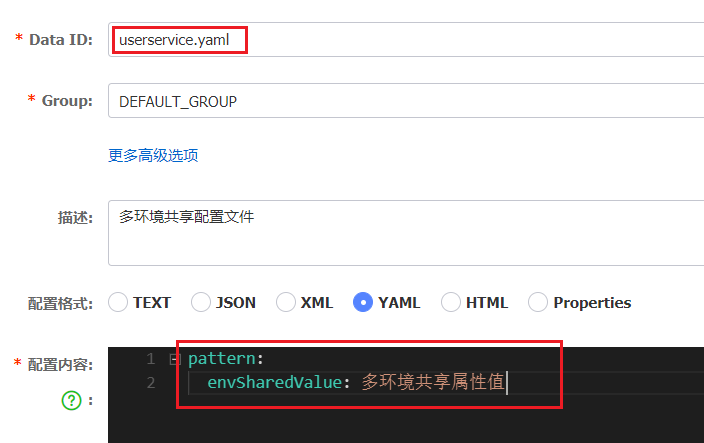 * Data ID: userservice.yaml
* Group: DEFAULT_GROUP
更多高级选项
描述: 多环境共享配置文件
配置格式: TEXT JSON XML YAML HTML Properties
* 配置内容: 1 pattern:
? : 2 envSharedValue: 多环境共享属性值